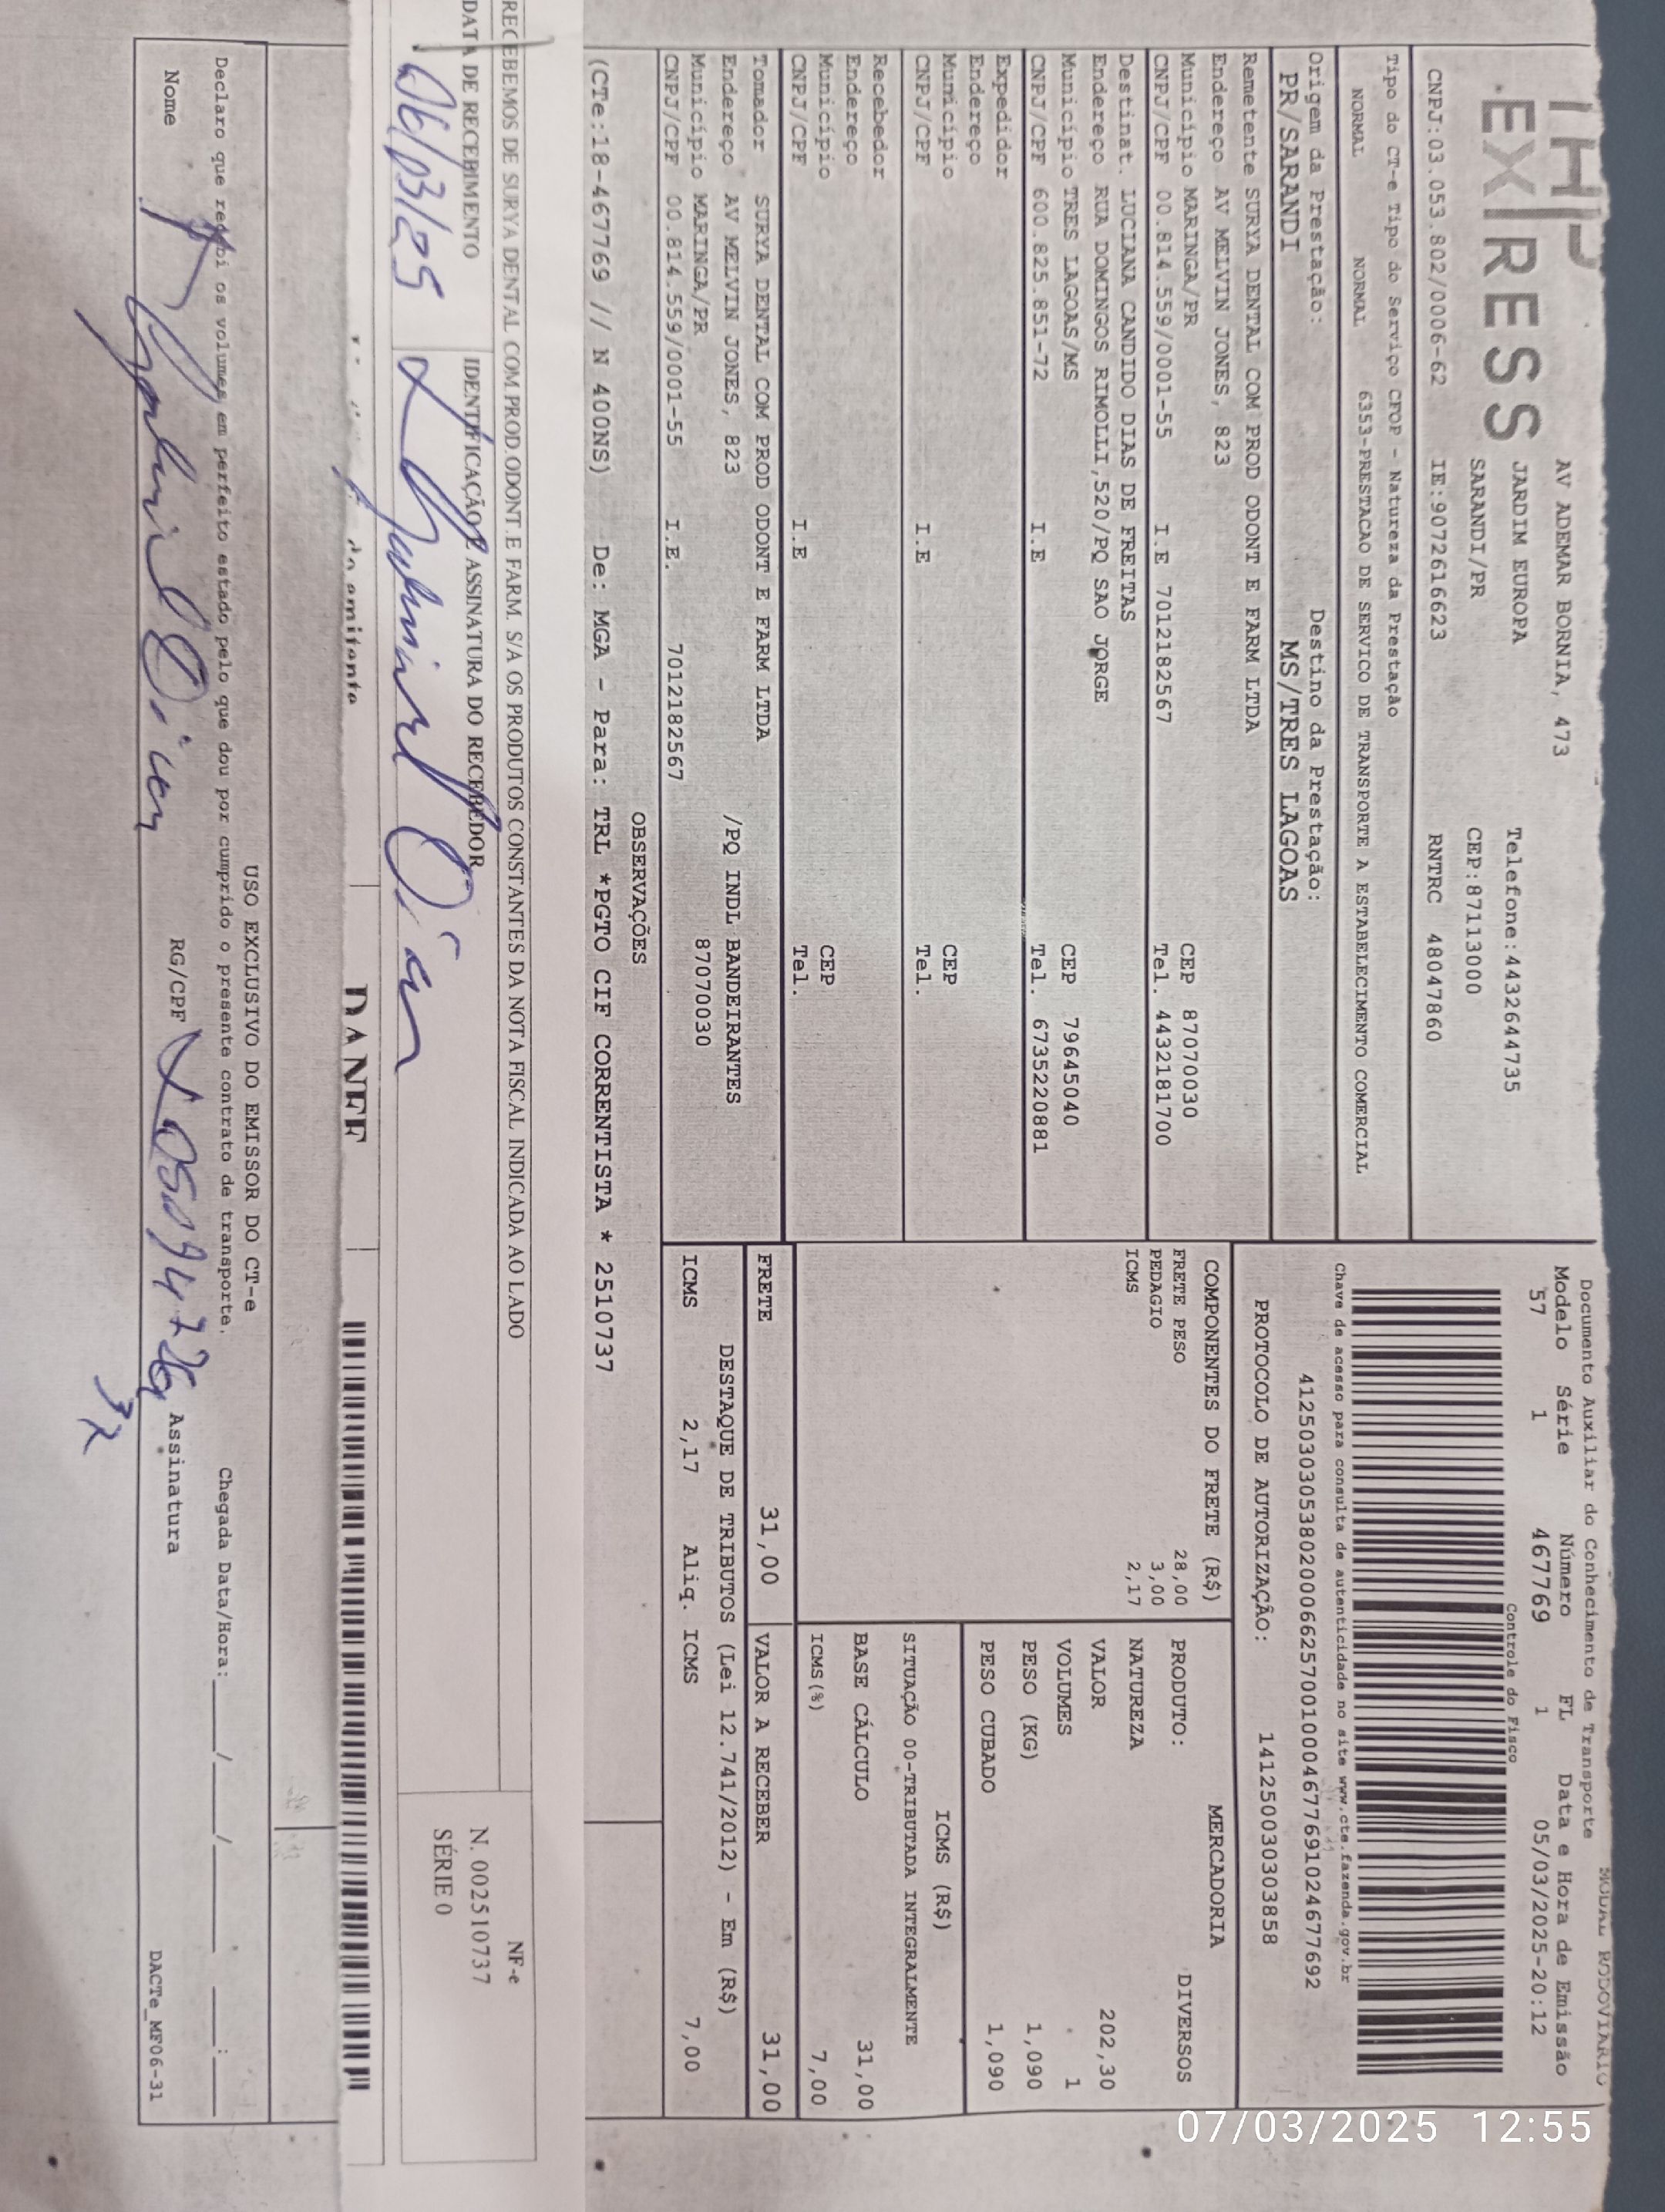 THP
EXPRESS
AV ADEMAR BORNIA, 473
JARDIM EUROPA
Telefone:4432644735
SARANDI/PR
CEP:87113000
CNPJ:03.053.802/0006-62 IE:9072616623 RNTRC 48047860
Tipo do CT-e Tipo do Serviço CFOP - Natureza da Prestação
NORMAL NORMAL 6353-PRESTACAO DE SERVICO DE TRANSPORTE A ESTABELECIMENTO COMERCIAL
Origem da Prestação: Destino da Prestação:
PR/SARANDI MS/TRES LAGOAS
MODAL RODOVIARIO
Documento Auxiliar do Conhecimento de Transporte
Modelo Série Número FL Data e Hora de Emissão
57 1 467769 1 05/03/2025-20:12
Controle do Fisco
Chave de acesso para consulta de autenticidade no site www.cte.fazenda.gov.br
41250303053802000662570010004677691024677692
PROTOCOLO DE AUTORIZAÇÃO: 141250030303858
Remetente SURYA DENTAL COM PROD ODONT E FARM LTDA
Endereço AV MELVIN JONES, 823
Município MARINGA/PR CEP 87070030
CNPJ/CPF 00.814.559/0001-55 I.E 7012182567 Tel. 4432181700
Destinat. LUCIANA CANDIDO DIAS DE FREITAS
Endereço RUA DOMINGOS RIMOLLI,520/PQ SAO JORGE
Município TRES LAGOAS/MS CEP 79645040
CNPJ/CPF 600.825.851-72 I.E Tel. 6735220881
Expedidor
Endereço
Município CEP
CNPJ/CPF I.E Tel.
Recebedor
Endereço
Município CEP
CNPJ/CPF I.E Tel.
Tomador SURYA DENTAL COM PROD ODONT E FARM LTDA
Endereço AV MELVIN JONES, 823 /PQ INDL BANDEIRANTES
Município MARINGA/PR 87070030
CNPJ/CPF 00.814.559/0001-55 I.E. 7012182567
COMPONENTES DO FRETE (R$)
FRETE PESO 28,00
PEDAGIO 3,00
ICMS 2,17
MERCADORIA
PRODUTO: DIVERSOS
NATUREZA
VALOR 202,30
VOLUMES 1
PESO (KG) 1,090
PESO CUBADO 1,090
ICMS (R$)
SITUAÇÃO 00-TRIBUTADA INTEGRALMENTE
BASE CÁLCULO 31,00
ICMS(%) 7,00
FRETE 31,00 VALOR A RECEBER 31,00
DESTAQUE DE TRIBUTOS (Lei 12.741/2012) - Em (R$)
ICMS 2,17 Aliq. ICMS 7,00
OBSERVAÇÕES
(CTe:18-467769 // N 400NS) De: MGA - Para: TRL *PGTO CIF CORRENTISTA * 2510737
RECEBEMOS DE SURYA DENTAL COM.PROD.ODONT.E FARM. S/A OS PRODUTOS CONSTANTES DA NOTA FISCAL INDICADA AO LADO
DATA DE RECEBIMENTO IDENTIFICAÇÃO E ASSINATURA DO RECEBEDOR
06/03/25
NF-e
N. 002510737
SÉRIE 0
do emitente
DANFE
USO EXCLUSIVO DO EMISSOR DO CT-e
Declaro que recebi os volumes em perfeito estado pelo que dou por cumprido o presente contrato de transporte. Chegada Data/Hora: ____/____/____ ____:____
Nome RG/CPF Assinatura
DACTe_MF06-31
07/03/2025 12:55